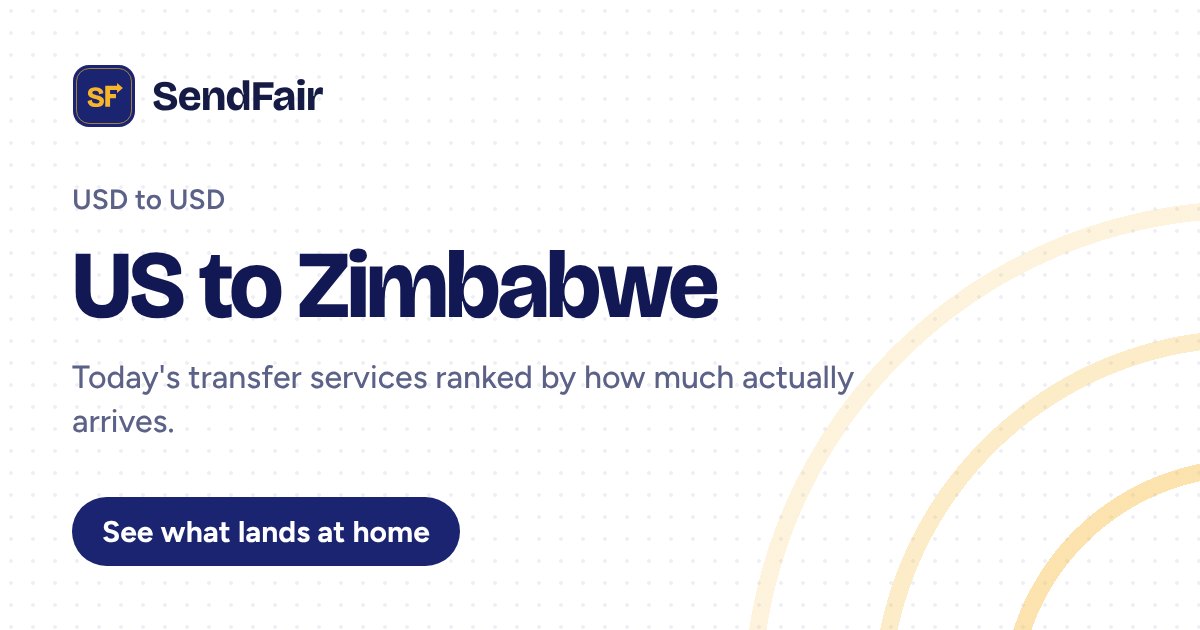 SF
SendFair
USD to USD
US to Zimbabwe
Today's transfer services ranked by how much actually
arrives.
See what lands at home